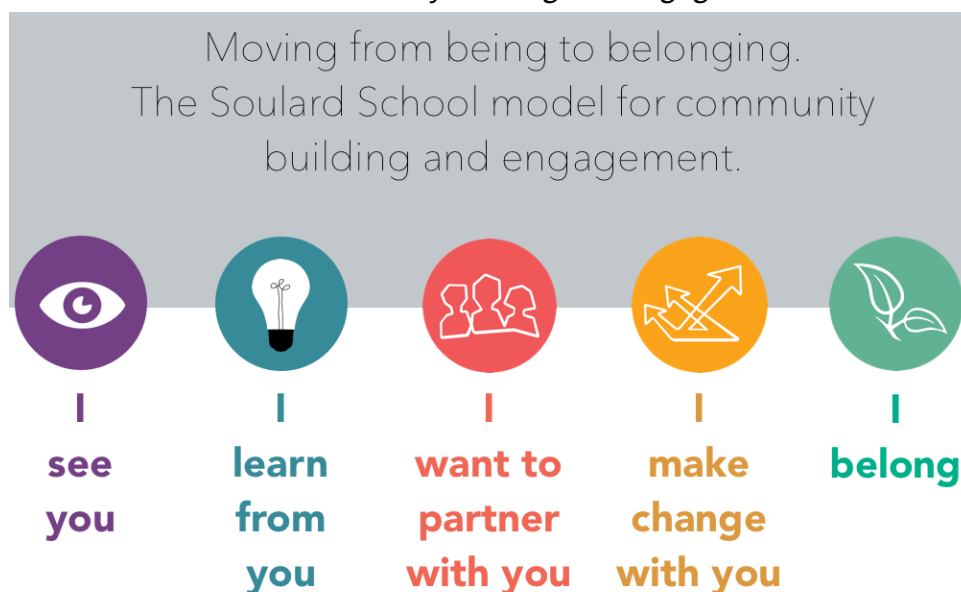 Moving from being to belonging.
The Soulard School model for community
building and engagement.
I
see
you
I
learn
from
you
I
want to
partner
with you
I
make
change
with you
I
belong